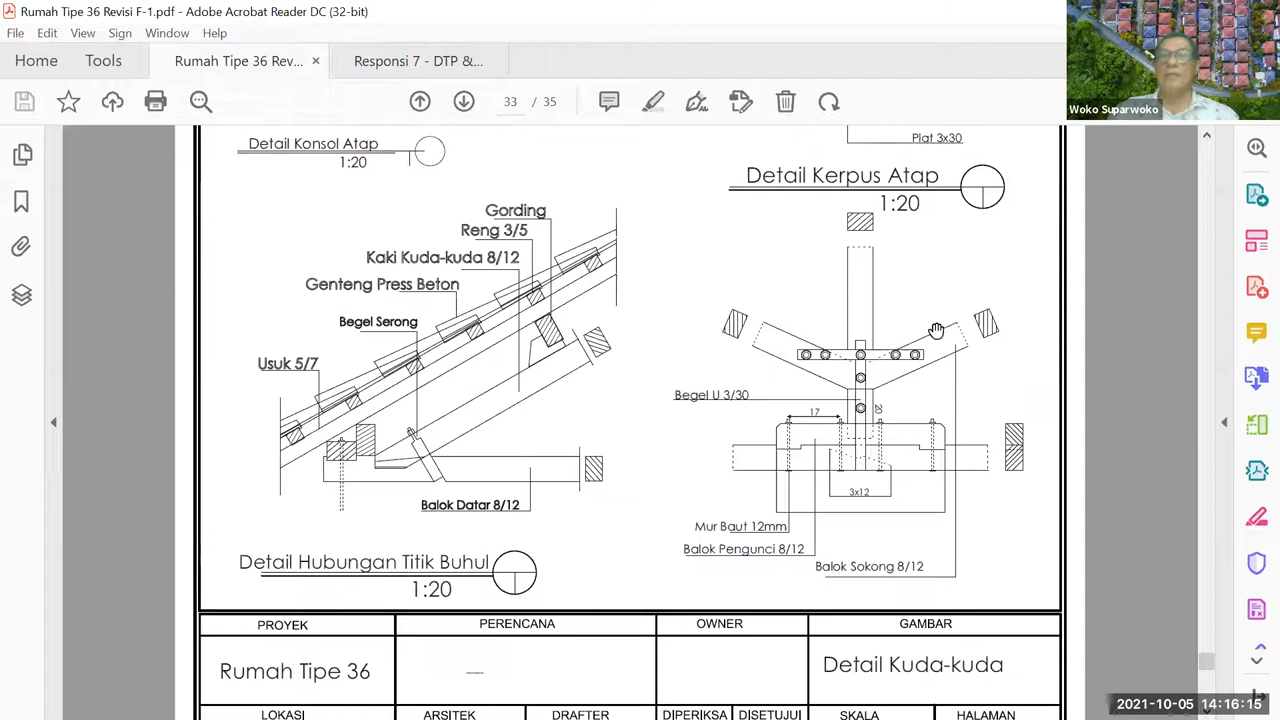 Rumah Tipe 36 Revisi F-1.pdf - Adobe Acrobat Reader DC (32-bit)
File Edit View Sign Window Help
Home Tools Rumah Tipe 36 Rev... × Responsi 7 - DTP &...
33 / 35
Woko Suparwoko
Detail Konsol Atap
1:20
Plat 3x30
Detail Kerpus Atap
1:20
Gording
Reng 3/5
Kaki Kuda-kuda 8/12
Genteng Press Beton
Begel Serong
Usuk 5/7
Balok Datar 8/12
Detail Hubungan Titik Buhul
1:20
Begel U 3/30
17
20
3x12
Mur Baut 12mm
Balok Pengunci 8/12
Balok Sokong 8/12
PROYEK PERENCANA OWNER GAMBAR
Rumah Tipe 36 Detail Kuda-kuda
LOKASI ARSITEK DRAFTER DIPERIKSA DISETUJUI SKALA HALAMAN
2021-10-05 14:16:15